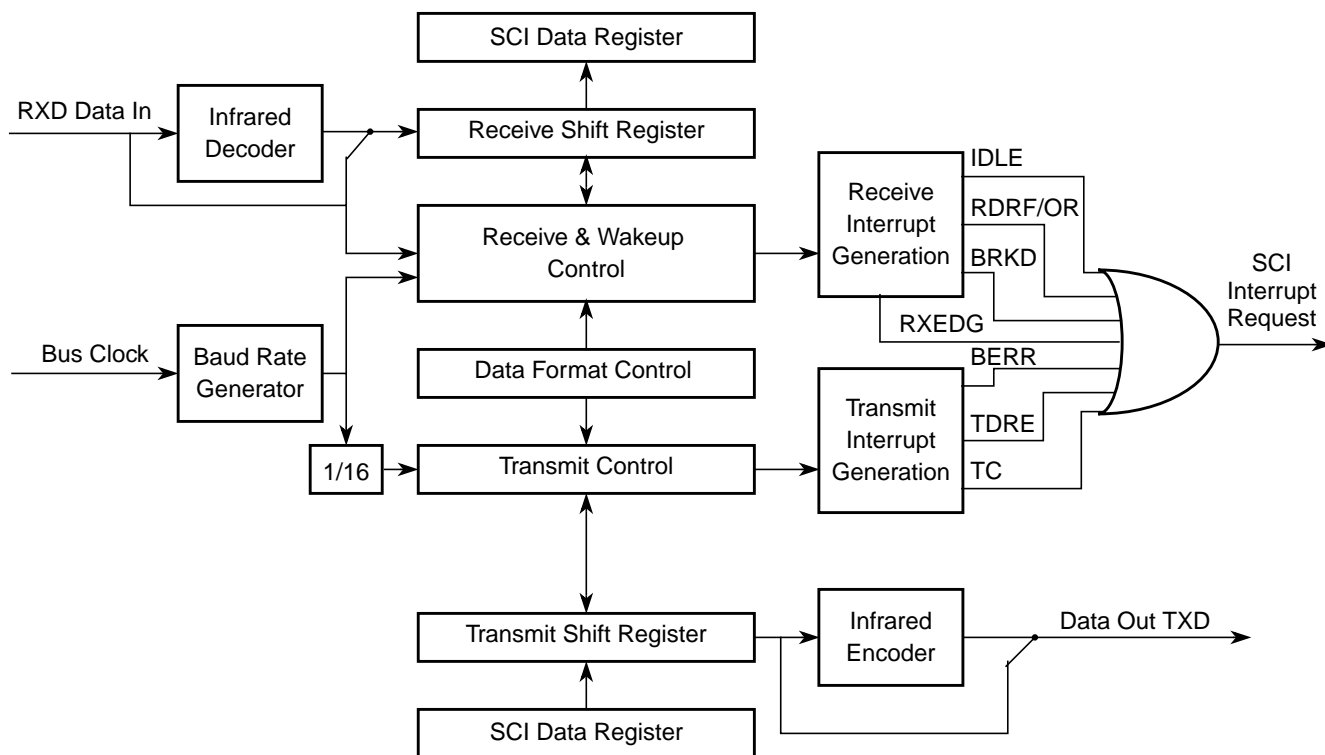 SCI Data Register
RXD Data In
Infrared
Decoder
Receive Shift Register
IDLE
Receive
Interrupt
Generation
RDRF/OR
Receive & Wakeup
Control
BRKD
SCI
Interrupt
Request
RXEDG
Bus Clock
Baud Rate
Generator
Data Format Control
BERR
Transmit
Interrupt
Generation
TDRE
1/16
Transmit Control
TC
Transmit Shift Register
Infrared
Encoder
Data Out TXD
SCI Data Register